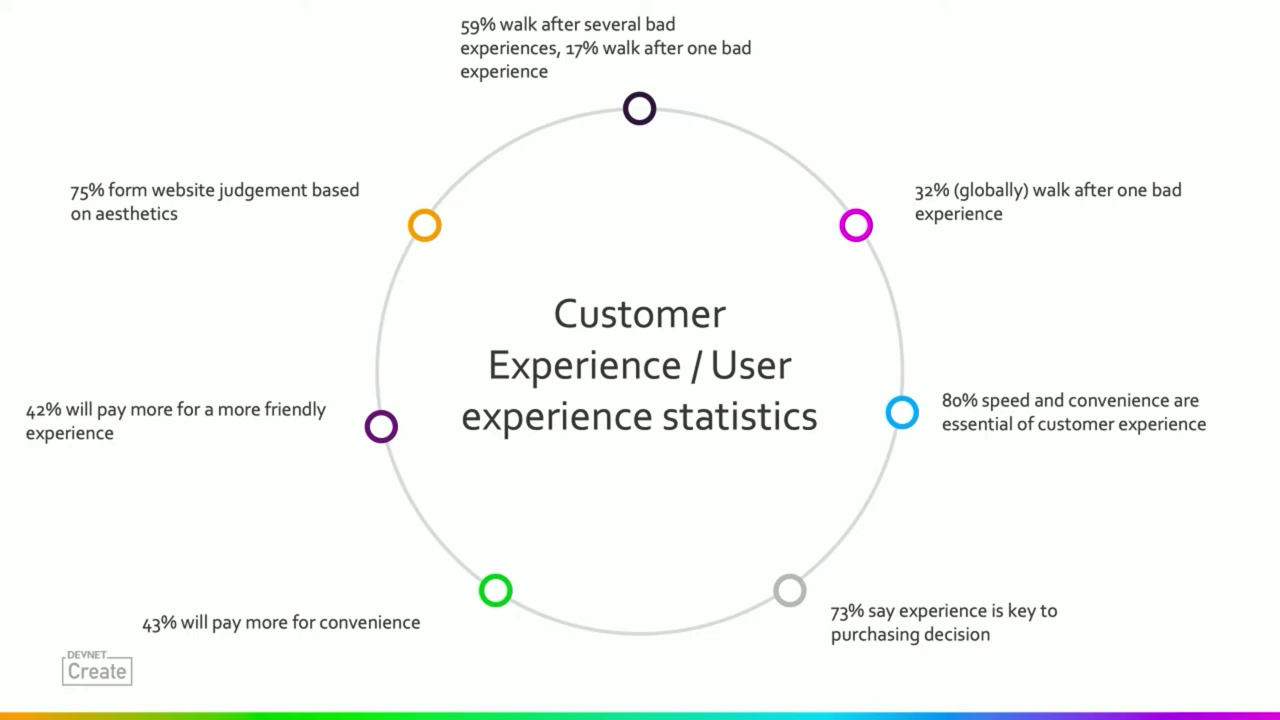 59% walk after several bad
experiences, 17% walk after one bad
experience
75% form website judgement based
on aesthetics
32% (globally) walk after one bad
experience
Customer
Experience / User
experience statistics
42% will pay more for a more friendly
experience
80% speed and convenience are
essential of customer experience
43% will pay more for convenience
73% say experience is key to
purchasing decision
DEVNET
Create